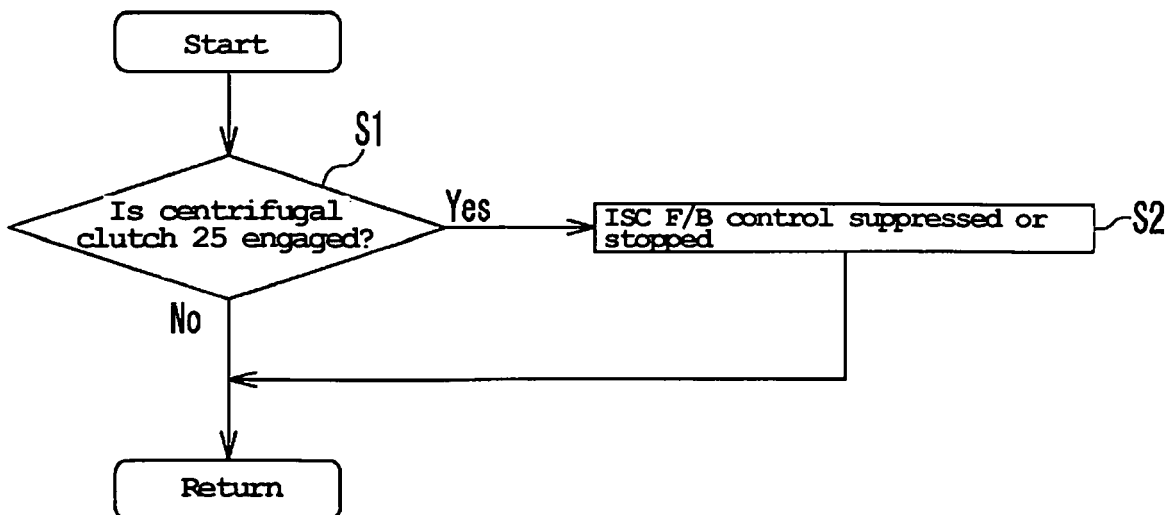 Start
S1
Is centrifugal
clutch 25 engaged?
Yes
ISC F/B control suppressed or
stopped
S2
No
Return